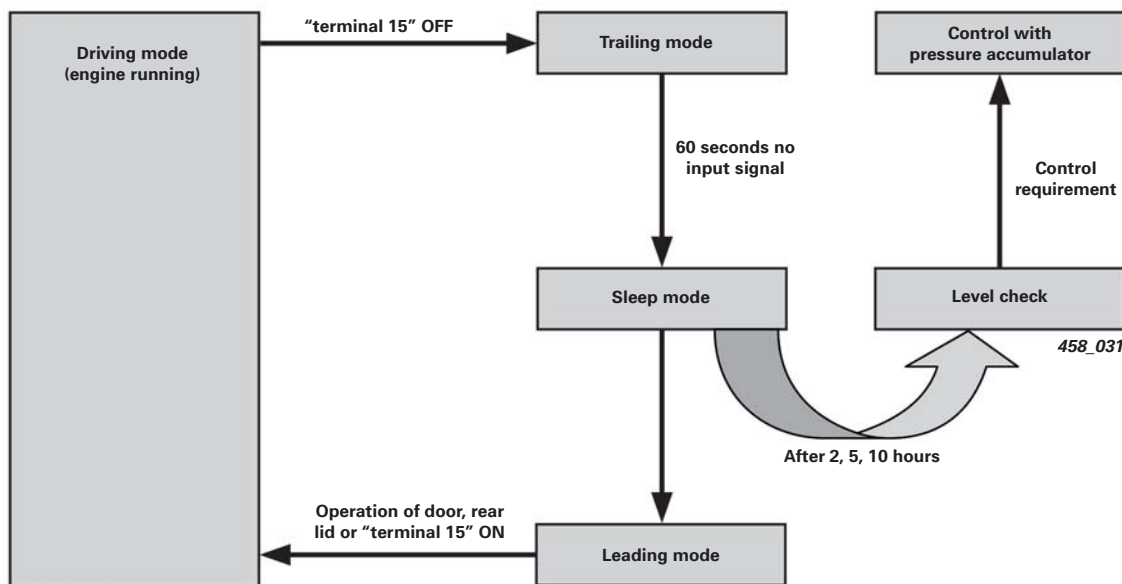 “terminal 15” OFF
Driving mode
(engine running)
Trailing mode
Control with
pressure accumulator
60 seconds no
input signal
Control
requirement
Sleep mode
Level check
458_031
After 2, 5, 10 hours
Operation of door, rear
lid or “terminal 15” ON
Leading mode